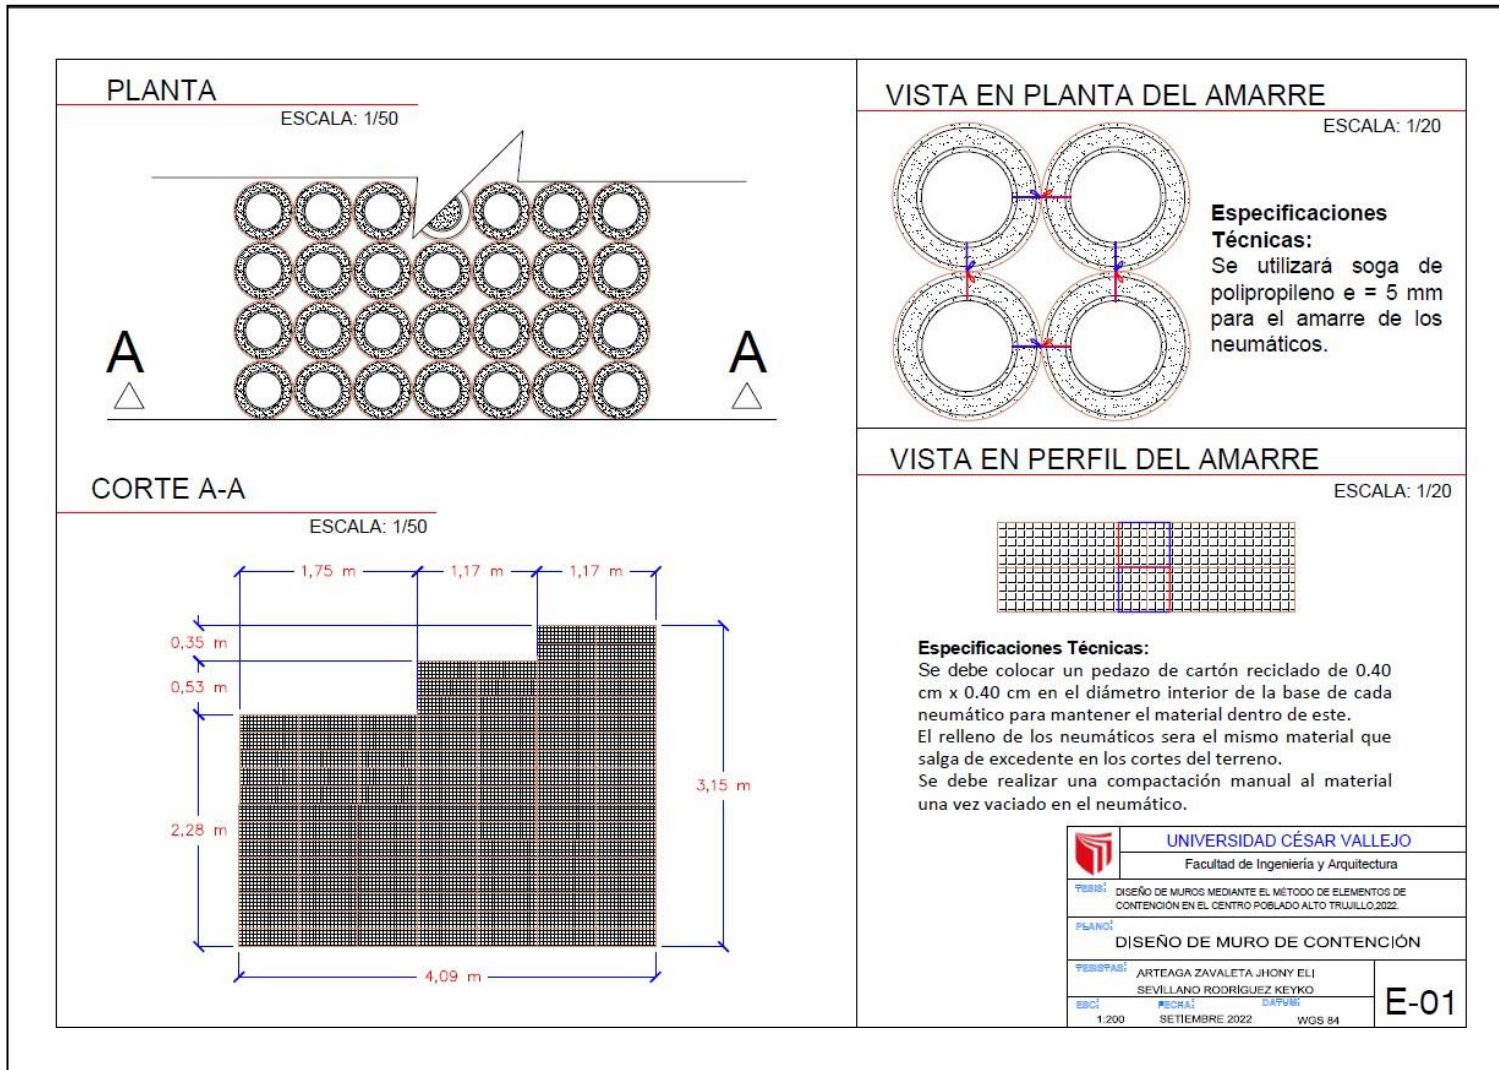 PLANTA
ESCALA: 1/50
A
A
CORTE A-A
ESCALA: 1/50
1,75 m
1,17 m
1,17 m
0,35 m
0,53 m
2,28 m
3,15 m
4,09 m
VISTA EN PLANTA DEL AMARRE
ESCALA: 1/20
Especificaciones
Técnicas:
Se utilizará soga de
polipropileno e = 5 mm
para el amarre de los
neumáticos.
VISTA EN PERFIL DEL AMARRE
ESCALA: 1/20
Especificaciones Técnicas:
Se debe colocar un pedazo de cartón reciclado de 0.40
cm x 0.40 cm en el diámetro interior de la base de cada
neumático para mantener el material dentro de este.
El relleno de los neumáticos sera el mismo material que
salga de excedente en los cortes del terreno.
Se debe realizar una compactación manual al material
una vez vaciado en el neumático.
UNIVERSIDAD CÉSAR VALLEJO
Facultad de Ingeniería y Arquitectura
TESIS: DISEÑO DE MUROS MEDIANTE EL MÉTODO DE ELEMENTOS DE
CONTENCIÓN EN EL CENTRO POBLADO ALTO TRUJILLO,2022.
PLANO:
DISEÑO DE MURO DE CONTENCIÓN
TESISTAS: ARTEAGA ZAVALETA JHONY ELI
SEVILLANO RODRÍGUEZ KEYKO
ESC: FECHA: DATUM:
1:200 SETIEMBRE 2022 WGS 84
E-01